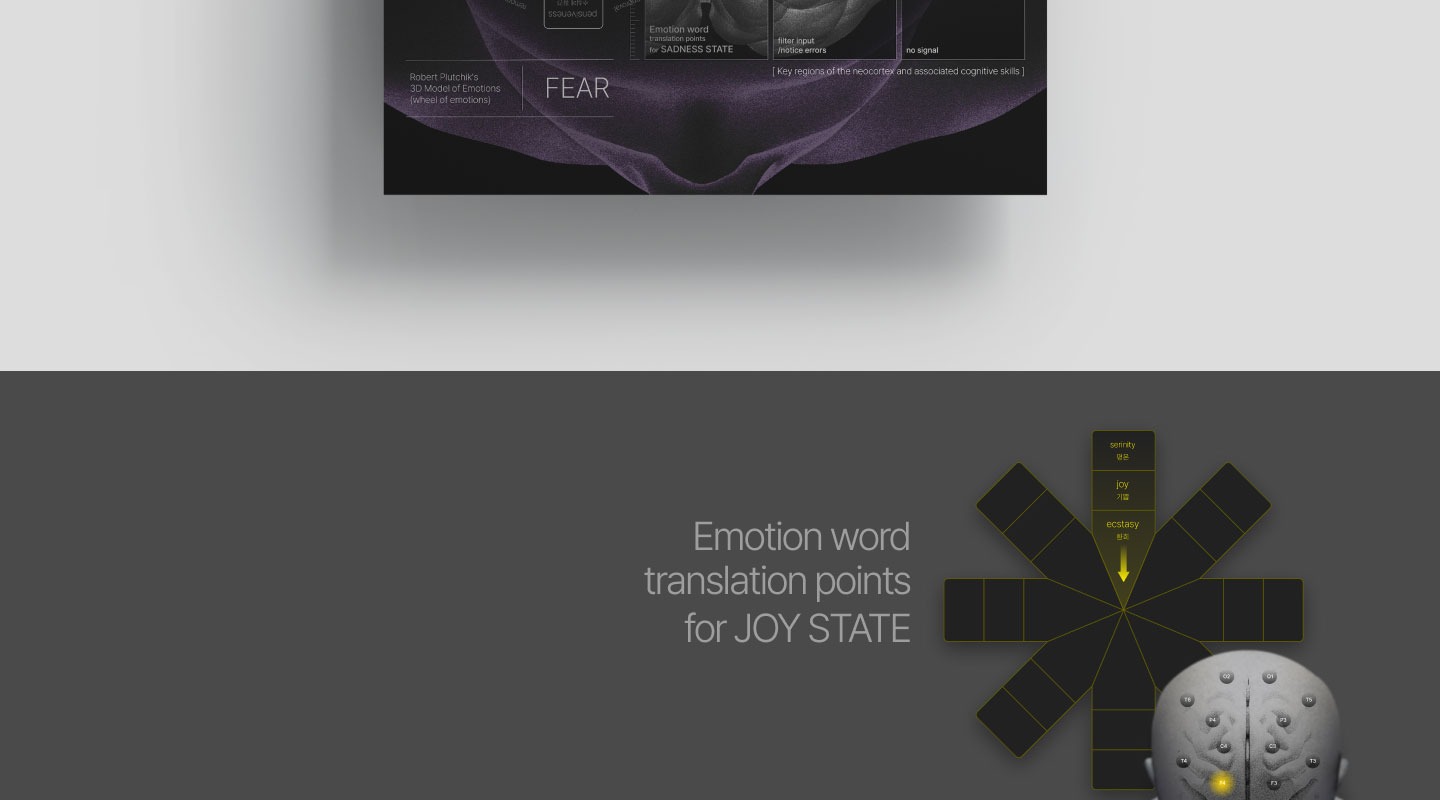 pensiveness
Emotion word
translation points
for SADNESS STATE
filter input
/notice errors
no signal
[ Key regions of the neocortex and associated cognitive skills ]
Robert Plutchik's
3D Model of Emotions
(wheel of emotions)
FEAR
Emotion word
translation points
for JOY STATE
serinity
평온
joy
기쁨
ecstasy
환희
O2
O1
T6
T5
P4
P3
C4
C3
T4
T3
F4
F3